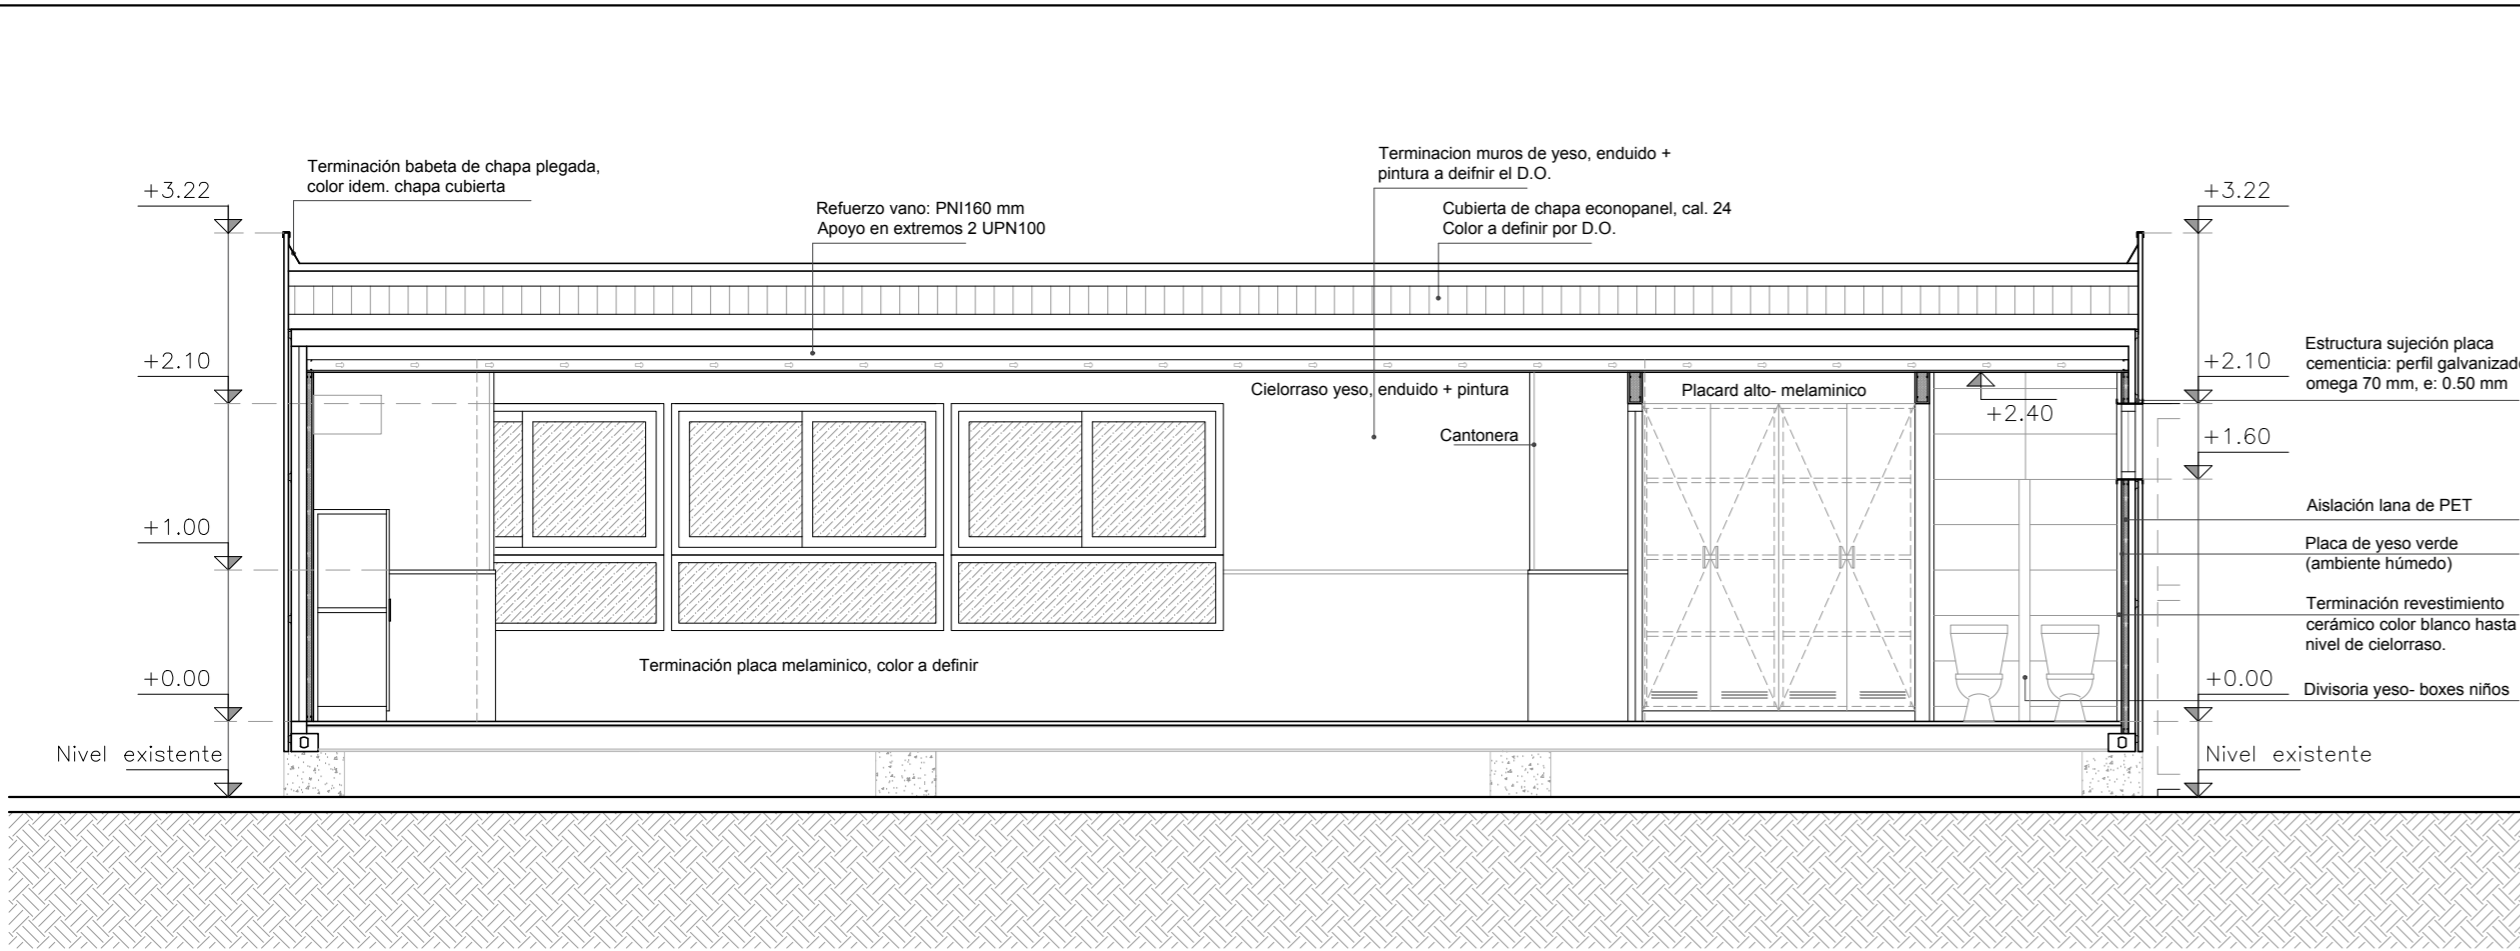 Terminación babeta de chapa plegada,
color idem. chapa cubierta
Refuerzo vano: PNI160 mm
Apoyo en extremos 2 UPN100
Terminacion muros de yeso, enduido +
pintura a deifnir el D.O.
Cubierta de chapa econopanel, cal. 24
Color a definir por D.O.
+3.22
+2.10
+1.00
+0.00
Nivel existente
Cielorraso yeso, enduido + pintura
Cantonera
Placard alto- melaminico
+2.40
Terminación placa melaminico, color a definir
+3.22
+2.10
+1.60
+0.00
Nivel existente
Estructura sujeción placa
cementicia: perfil galvanizado
omega 70 mm, e: 0.50 mm
Aislación lana de PET
Placa de yeso verde
(ambiente húmedo)
Terminación revestimiento
cerámico color blanco hasta
nivel de cielorraso.
Divisoria yeso- boxes niños